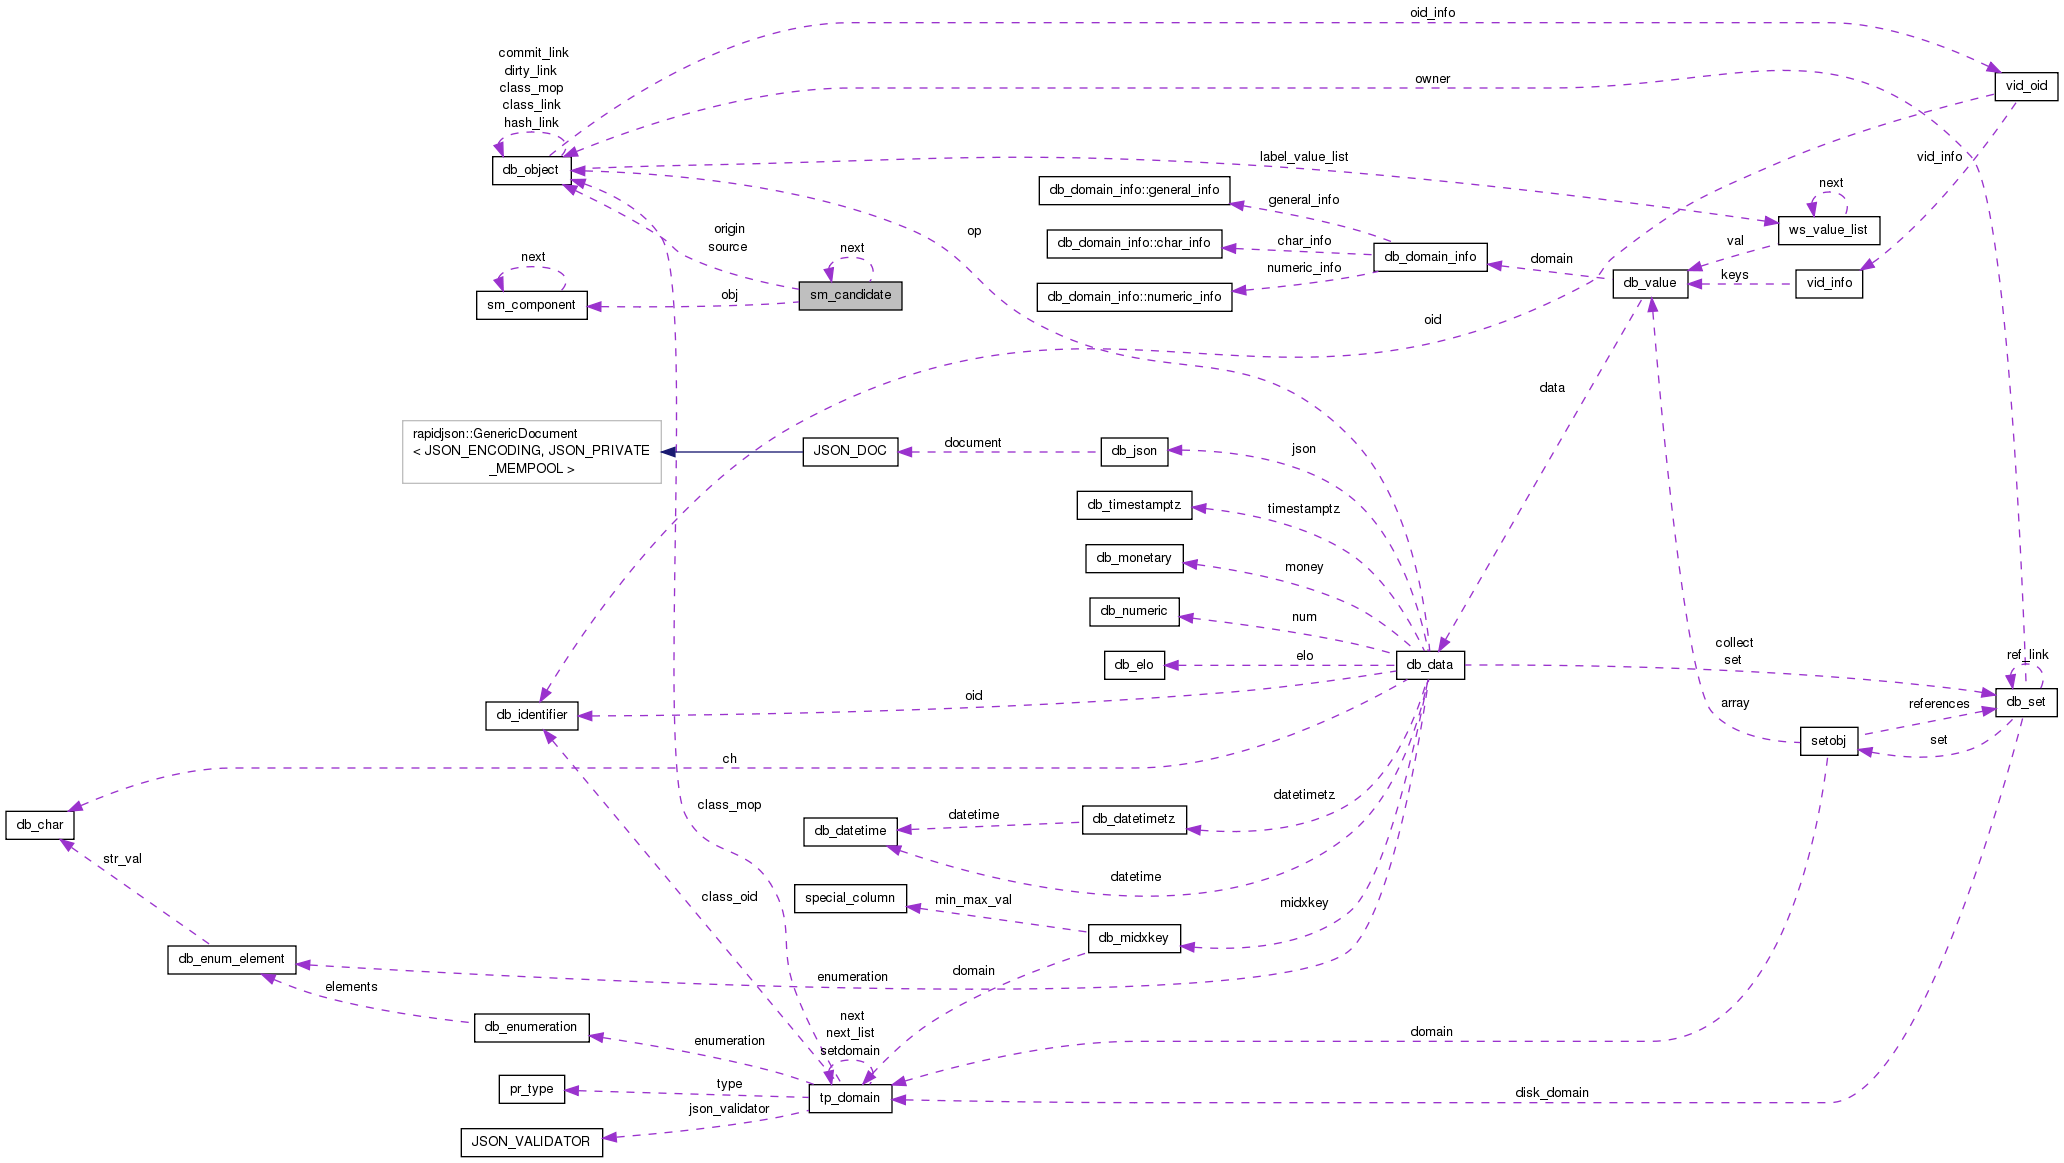 oid_info
commit_link
dirty_link
class_mop
class_link
hash_link
owner
vid_oid
db_object
label_value_list
vid_info
db_domain_info::general_info
next
general_info
ws_value_list
origin
source
op
db_domain_info::char_info
char_info
db_domain_info
val
next
next
numeric_info
domain
keys
db_value
vid_info
sm_component
obj
sm_candidate
db_domain_info::numeric_info
oid
data
rapidjson::GenericDocument
< JSON_ENCODING, JSON_PRIVATE
_MEMPOOL >
JSON_DOC
document
db_json
json
db_timestamptz
timestamptz
db_monetary
money
db_numeric
num
db_elo
elo
db_data
collect
set
ref_link
db_identifier
oid
array
references
db_set
setobj
set
ch
class_mop
datetimetz
db_char
db_datetime
datetime
db_datetimetz
str_val
datetime
class_oid
special_column
min_max_val
midxkey
db_midxkey
db_enum_element
enumeration
domain
elements
db_enumeration
enumeration
next
next_list
setdomain
domain
pr_type
type
tp_domain
disk_domain
json_validator
JSON_VALIDATOR